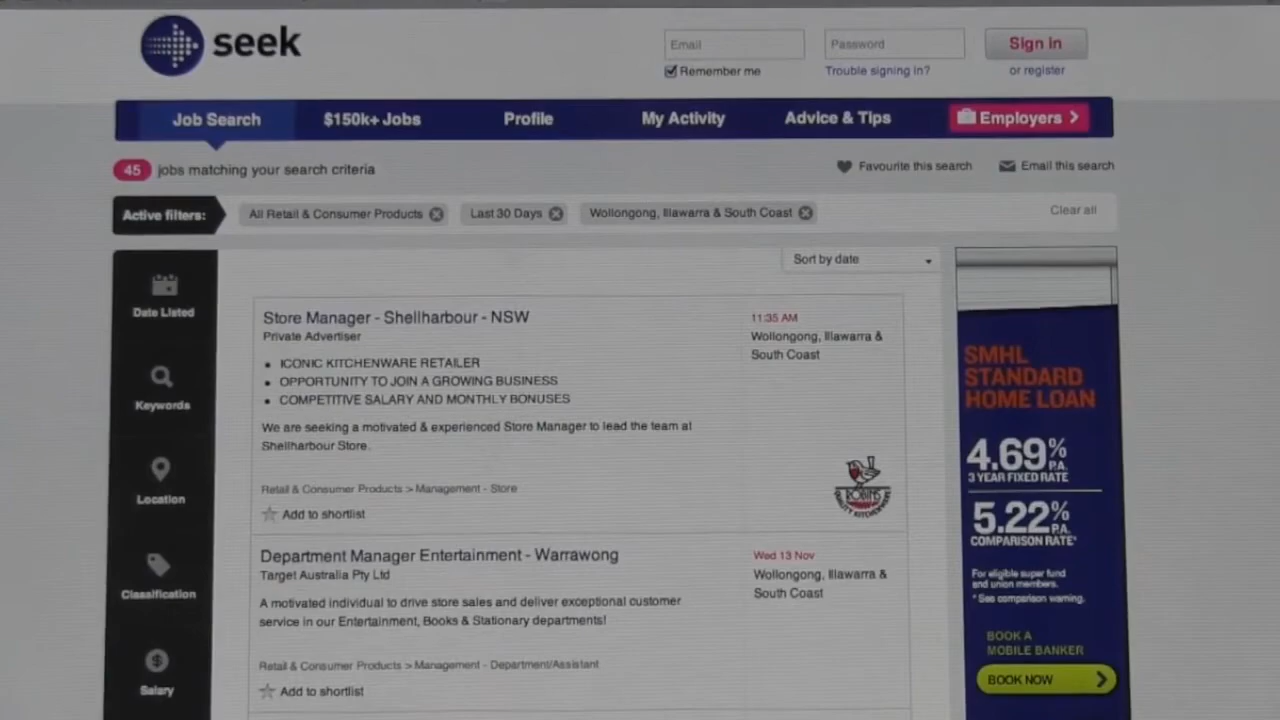 seek
Email
Password
Sign in
Remember me
Trouble signing in?
or register
Job Search
$150k+ Jobs
Profile
My Activity
Advice & Tips
Employers
45 jobs matching your search criteria
Favourite this search
Email this search
Active filters:
All Retail & Consumer Products
Last 30 Days
Wollongong, Illawarra & South Coast
Clear all
Sort by date
Date Listed
Keywords
Location
Classification
Salary
Store Manager - Shellharbour - NSW
Private Advertiser
• ICONIC KITCHENWARE RETAILER
• OPPORTUNITY TO JOIN A GROWING BUSINESS
• COMPETITIVE SALARY AND MONTHLY BONUSES
We are seeking a motivated & experienced Store Manager to lead the team at
Shellharbour Store.
Retail & Consumer Products > Management - Store
Add to shortlist
11:35 AM
Wollongong, Illawarra &
South Coast
ROBINS
QUALITY KITCHENWARE
Department Manager Entertainment - Warrawong
Target Australia Pty Ltd
A motivated individual to drive store sales and deliver exceptional customer
service in our Entertainment, Books & Stationary departments!
Retail & Consumer Products > Management - Department/Assistant
Add to shortlist
Wed 13 Nov
Wollongong, Illawarra &
South Coast
SMHL
STANDARD
HOME LOAN
4.69% P.A.
3 YEAR FIXED RATE
5.22% P.A.
COMPARISON RATE*
For eligible super fund
and union members.
* See comparison warning.
BOOK A
MOBILE BANKER
BOOK NOW